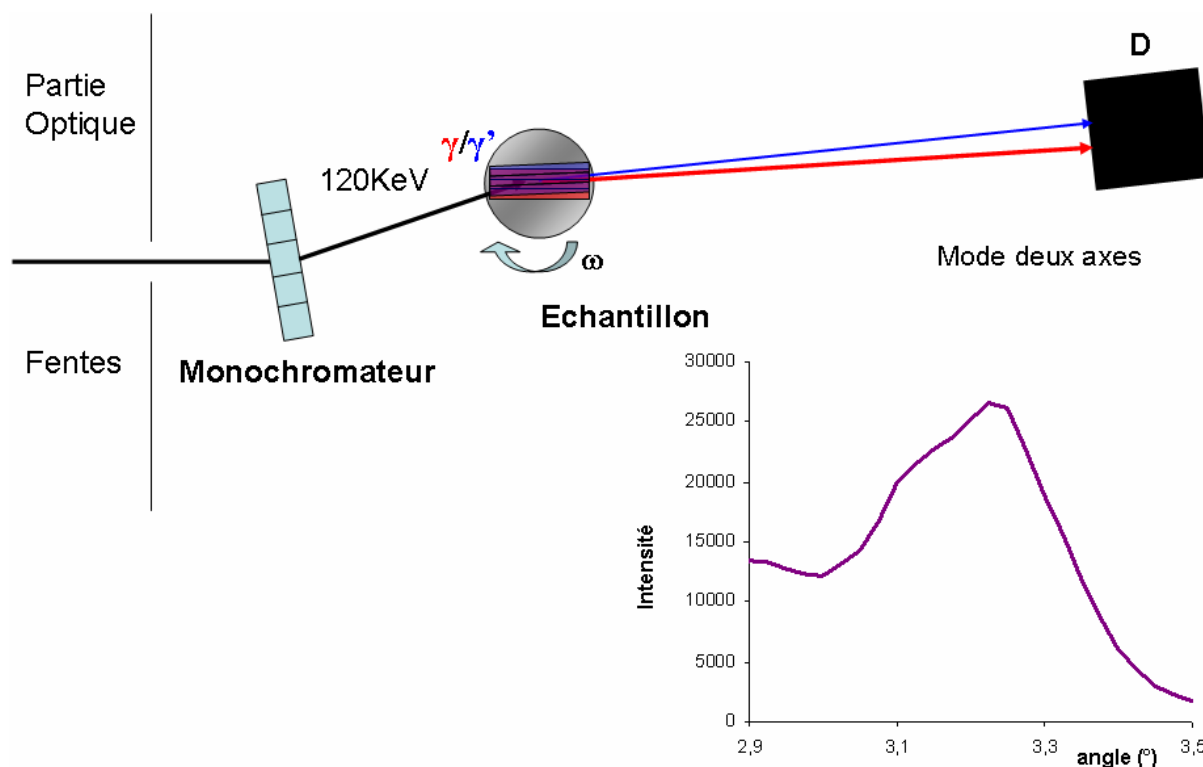 D
Partie
Optique
γ/γ’
120KeV
Mode deux axes
ω
Echantillon
Fentes
Monochromateur
30000
25000
20000
15000
10000
5000
0
Intensité
2,9
3,1
3,3
3,5
angle (°)